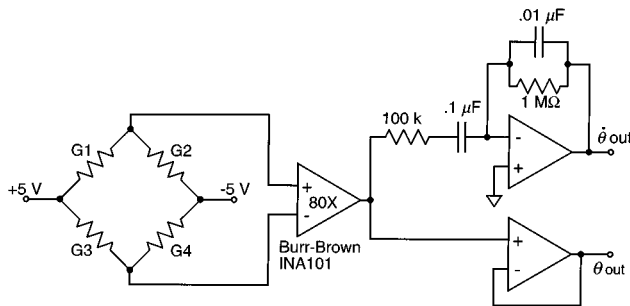 .01 µF
1 MΩ
100 k
.1 µF
G1
G2
+5 V
-5 V
G3
G4
+
80X
-
Burr-Brown
INA101
-
+
θ̇ out
+
-
θ out